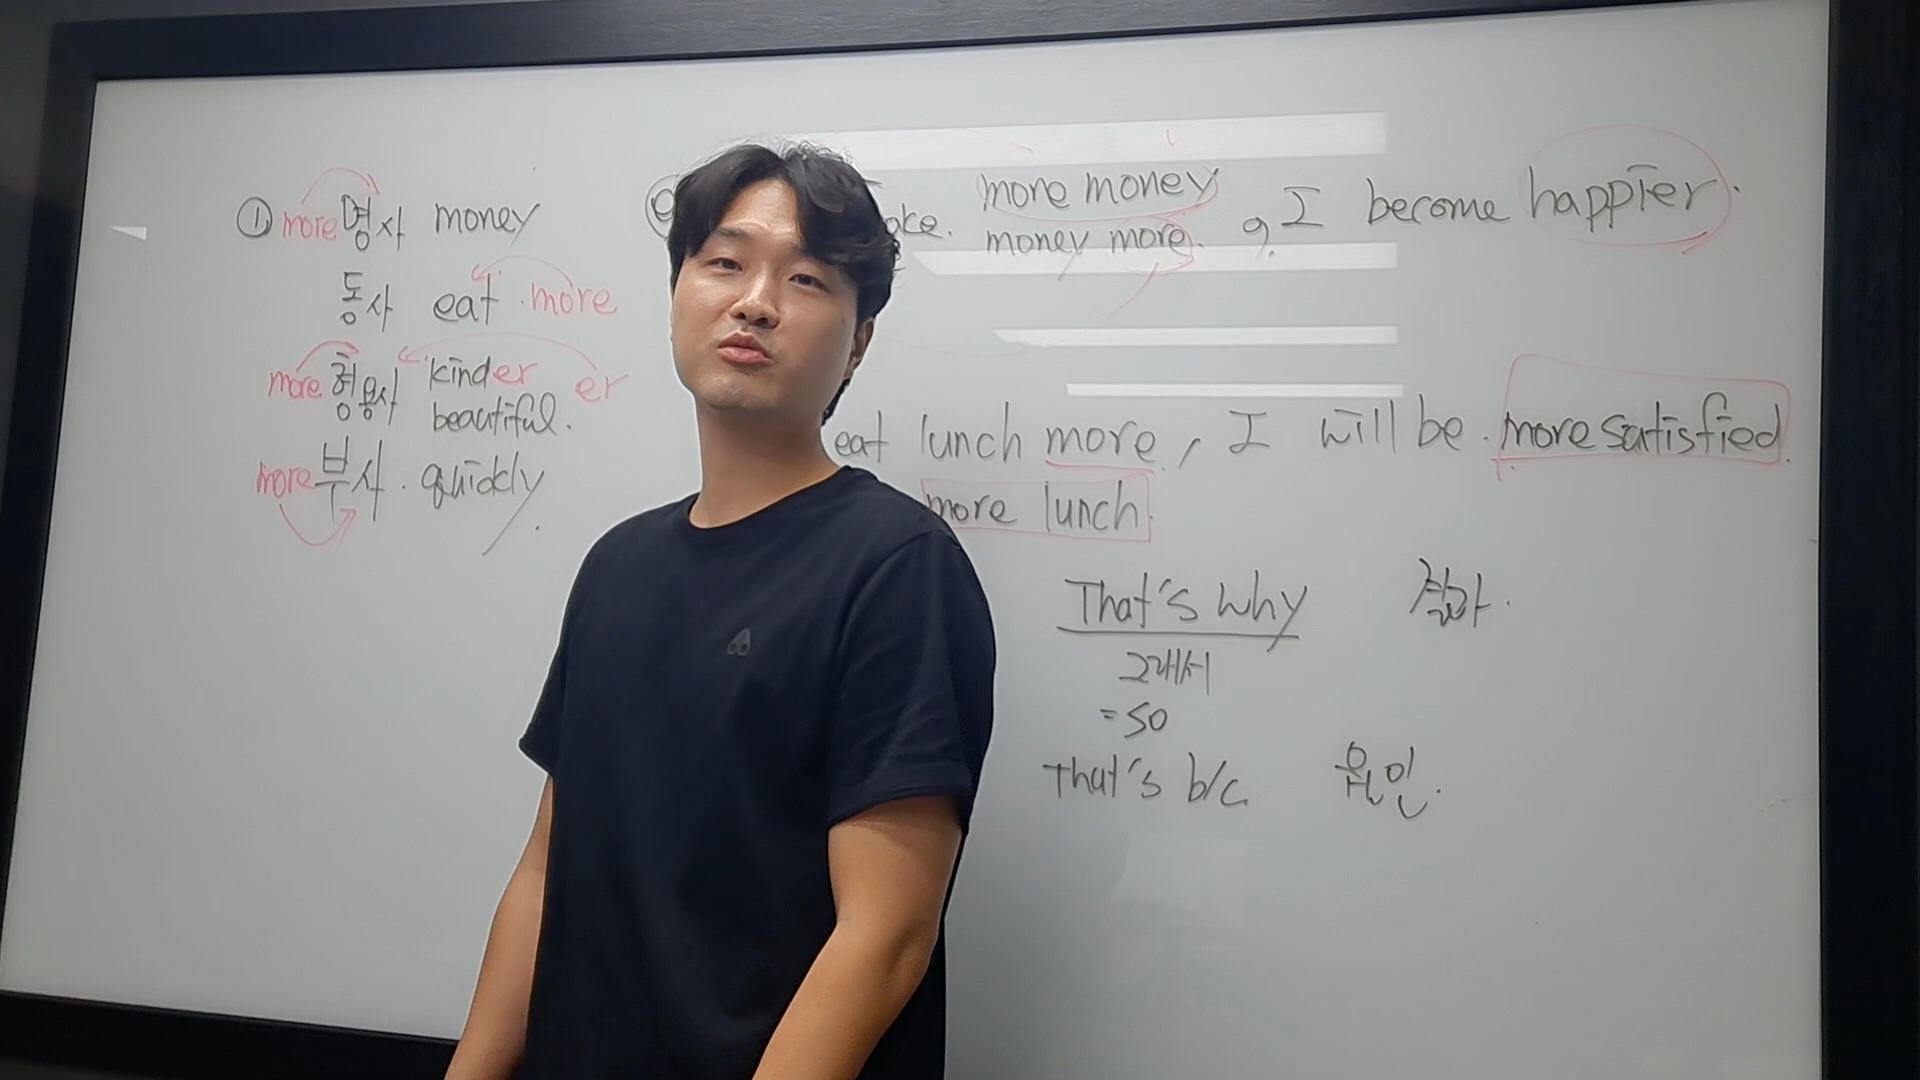 ① more 명사 money
동사 eat more
more 형용사 kinder er
beautiful.
more 부사. quickly
more money , I become happier.
money more.
eat lunch more, I will be more satisfied.
more lunch.
That's why 결과.
그래서
= so
That's b/c. 원인.